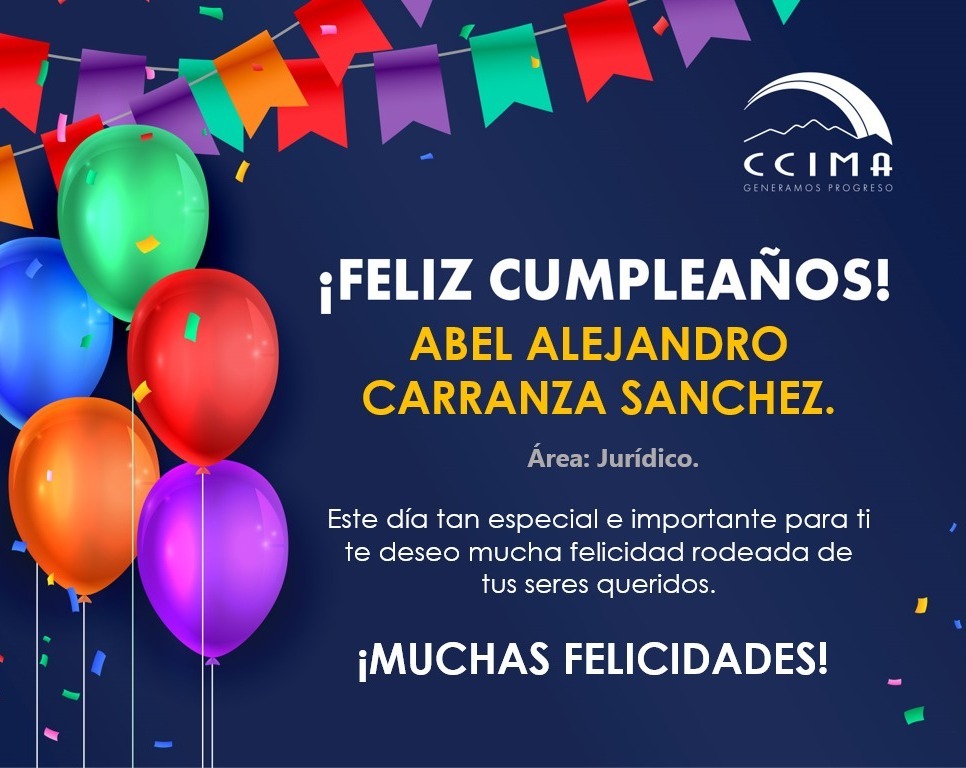 CCIMA
GENERAMOS PROGRESO
¡FELIZ CUMPLEAÑOS!
ABEL ALEJANDRO
CARRANZA SANCHEZ.
Área: Jurídico.
Este día tan especial e importante para ti
te deseo mucha felicidad rodeada de
tus seres queridos.
¡MUCHAS FELICIDADES!